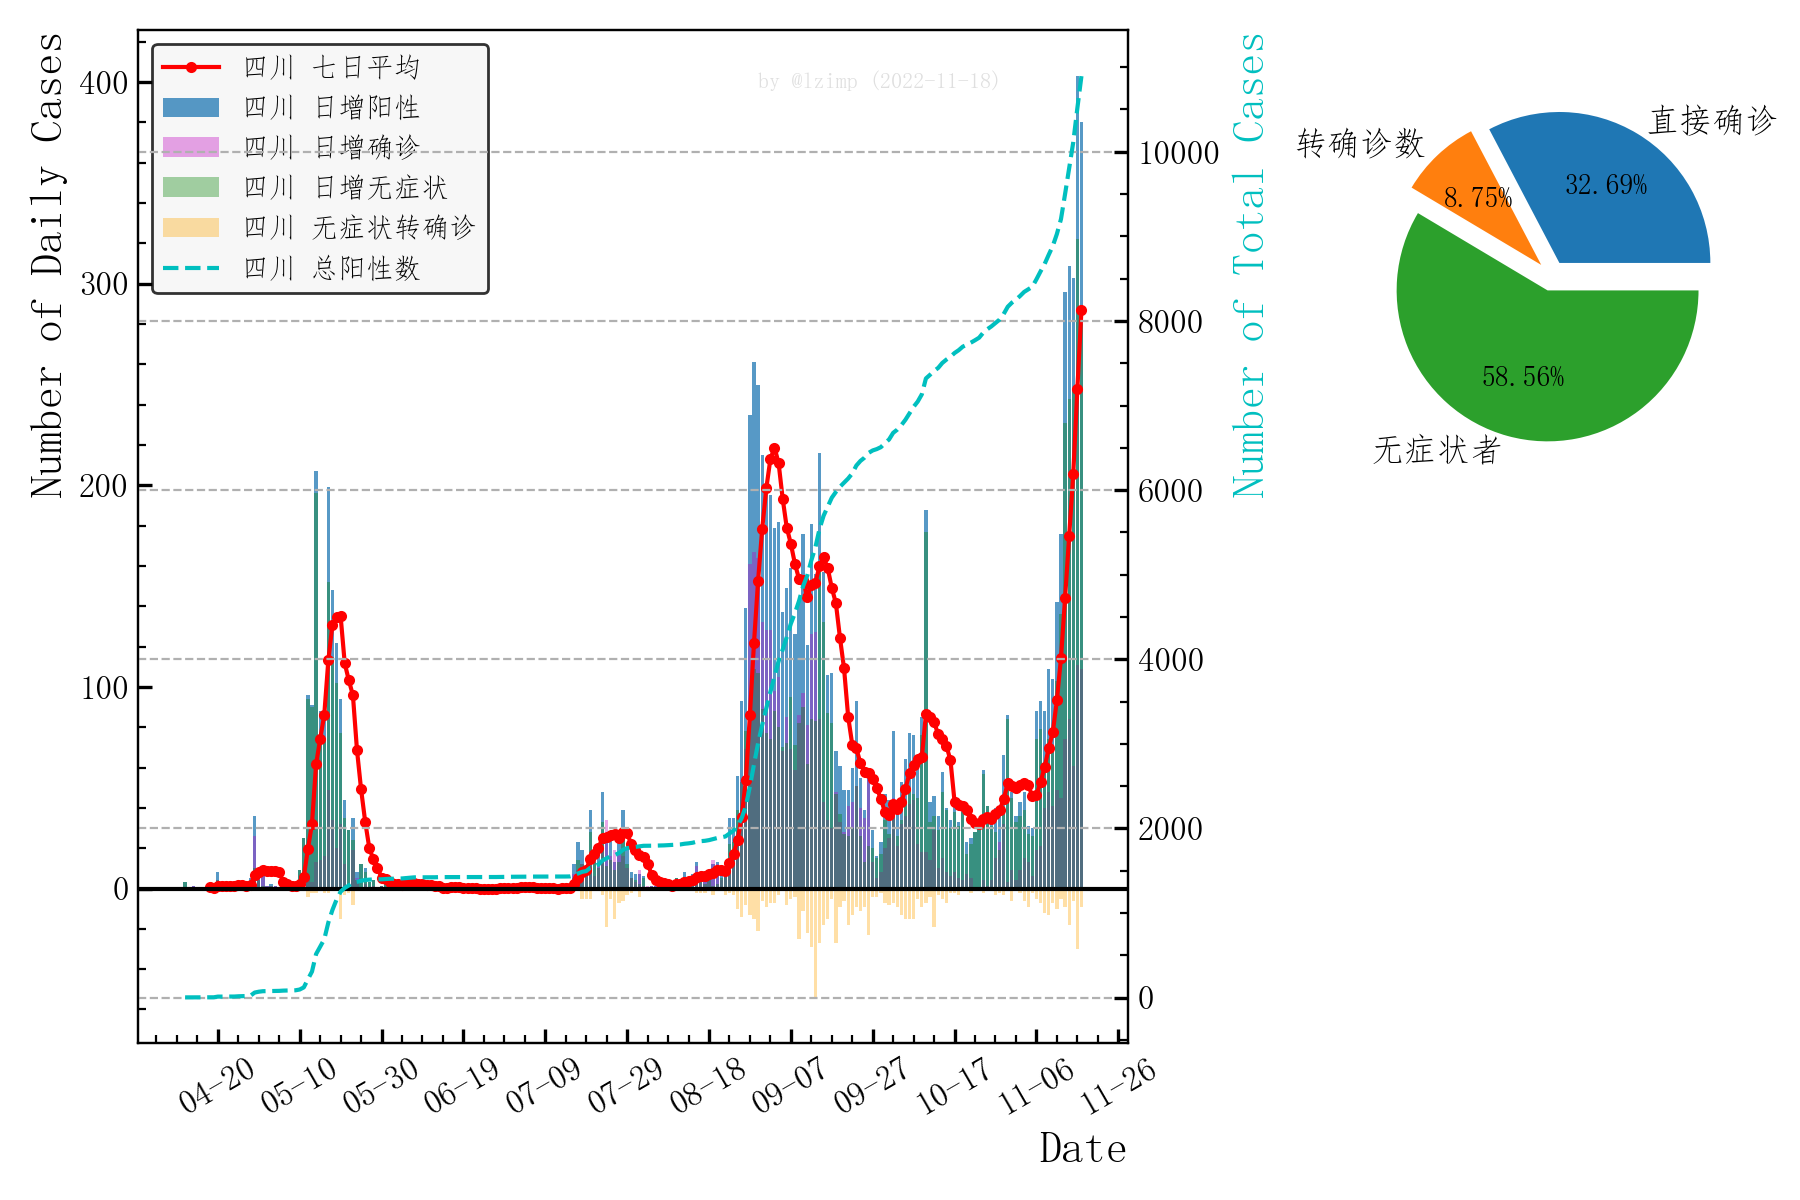 Number of Daily Cases
400
300
200
100
0
四川 七日平均
四川 日增阳性
四川 日增确诊
四川 日增无症状
四川 无症状转确诊
四川 总阳性数
by @lzimp (2022-11-18)
10000
8000
6000
4000
2000
0
Number of Total Cases
04-20
05-10
05-30
06-19
07-09
07-29
08-18
09-07
09-27
10-17
11-06
11-26
Date
直接确诊
转确诊数
32.69%
8.75%
58.56%
无症状者